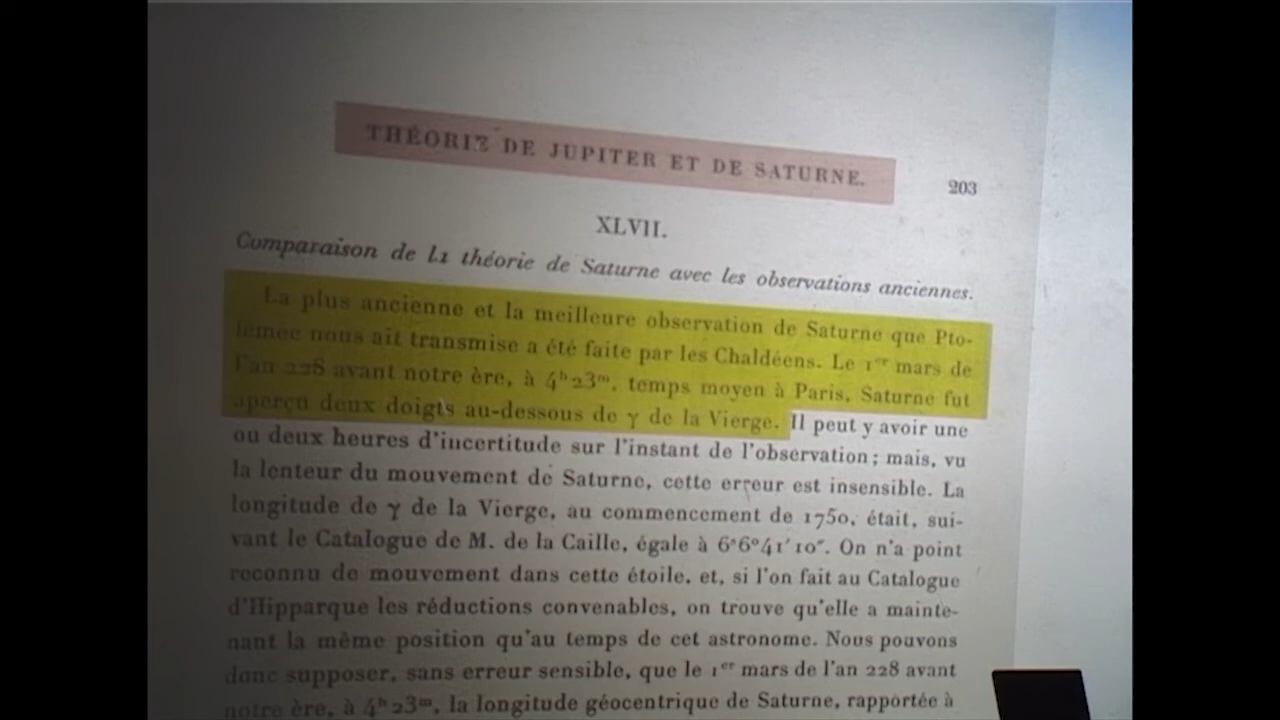 THÉORIE DE JUPITER ET DE SATURNE.
203
XLVII.
Comparaison de la théorie de Saturne avec les observations anciennes.
La plus ancienne et la meilleure observation de Saturne que Pto-
lémée nous ait transmise a été faite par les Chaldéens. Le 1er mars de
l'an 228 avant notre ère, à 4ʰ23ᵐ, temps moyen à Paris, Saturne fut
aperçu deux doigts au-dessous de γ de la Vierge. Il peut y avoir une
ou deux heures d'incertitude sur l'instant de l'observation; mais, vu
la lenteur du mouvement de Saturne, cette erreur est insensible. La
longitude de γ de la Vierge, au commencement de 1750, était, sui-
vant le Catalogue de M. de la Caille, égale à 6ˢ6°41′10″. On n'a point
reconnu de mouvement dans cette étoile, et, si l'on fait au Catalogue
d'Hipparque les réductions convenables, on trouve qu'elle a mainte-
nant la même position qu'au temps de cet astronome. Nous pouvons
donc supposer, sans erreur sensible, que le 1er mars de l'an 228 avant
notre ère, à 4ʰ23ᵐ, la longitude géocentrique de Saturne, rapportée à